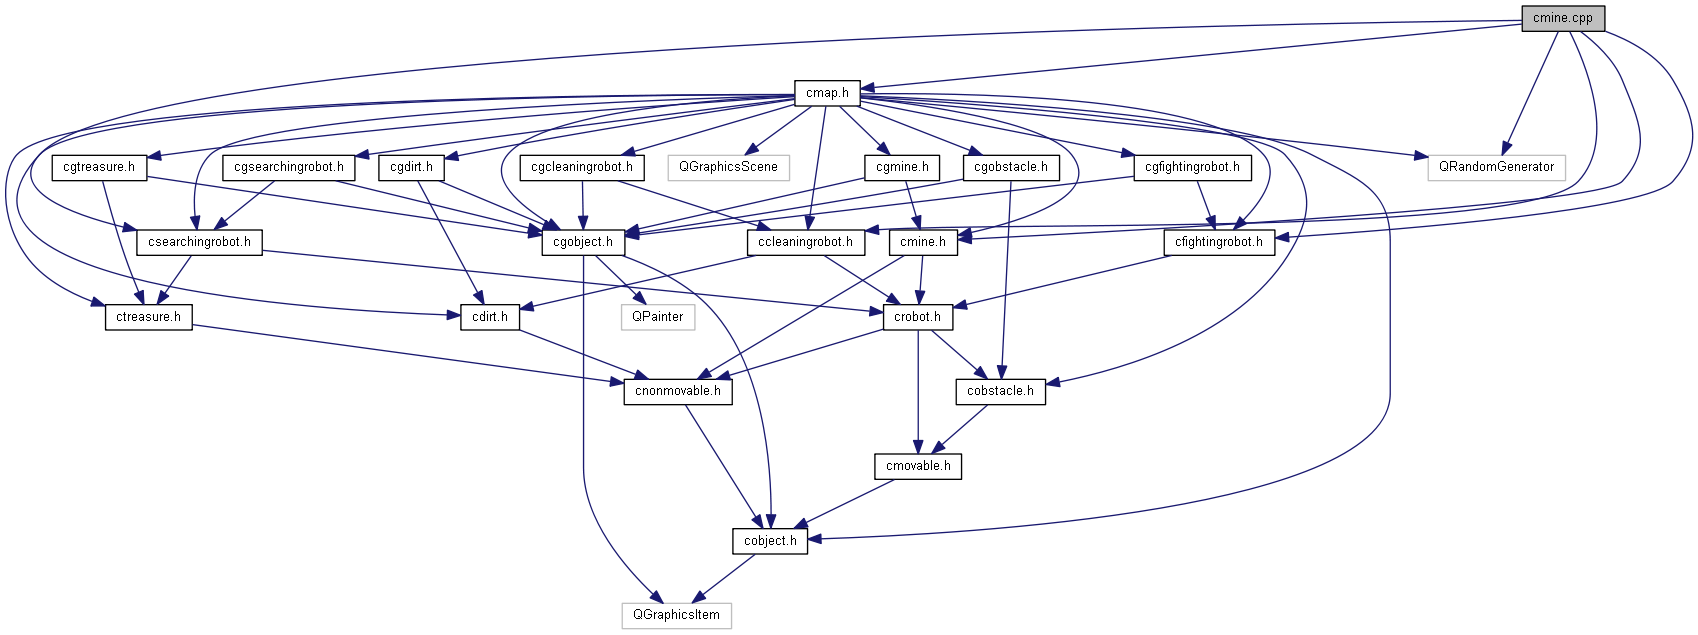 cmine.cpp
cmap.h
cgtreasure.h
cgsearchingrobot.h
cgdirt.h
cgcleaningrobot.h
QGraphicsScene
cgmine.h
cgobstacle.h
cgfightingrobot.h
QRandomGenerator
csearchingrobot.h
cgobject.h
ccleaningrobot.h
cmine.h
cfightingrobot.h
ctreasure.h
cdirt.h
QPainter
crobot.h
cnonmovable.h
cobstacle.h
cmovable.h
cobject.h
QGraphicsItem